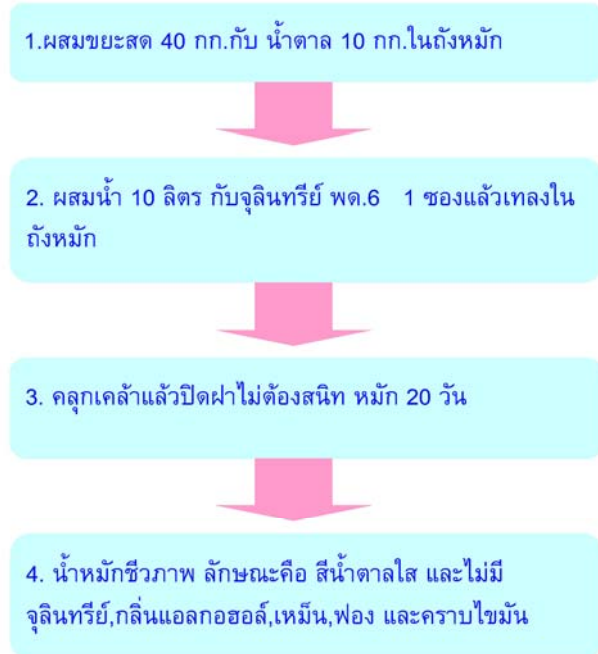 1.ผสมขยะสด 40 กก.กับ น้ำตาล 10 กก.ในถังหมัก
2. ผสมน้ำ 10 ลิตร กับจุลินทรีย์ พด.6 1 ซองแล้วเทลงใน
ถังหมัก
3. คลุกเคล้าแล้วปิดฝาไม่ต้องสนิท หมัก 20 วัน
4. น้ำหมักชีวภาพ ลักษณะคือ สีน้ำตาลใส และไม่มี
จุลินทรีย์,กลิ่นแอลกอฮอล์,เหม็น,ฟอง และคราบไขมัน